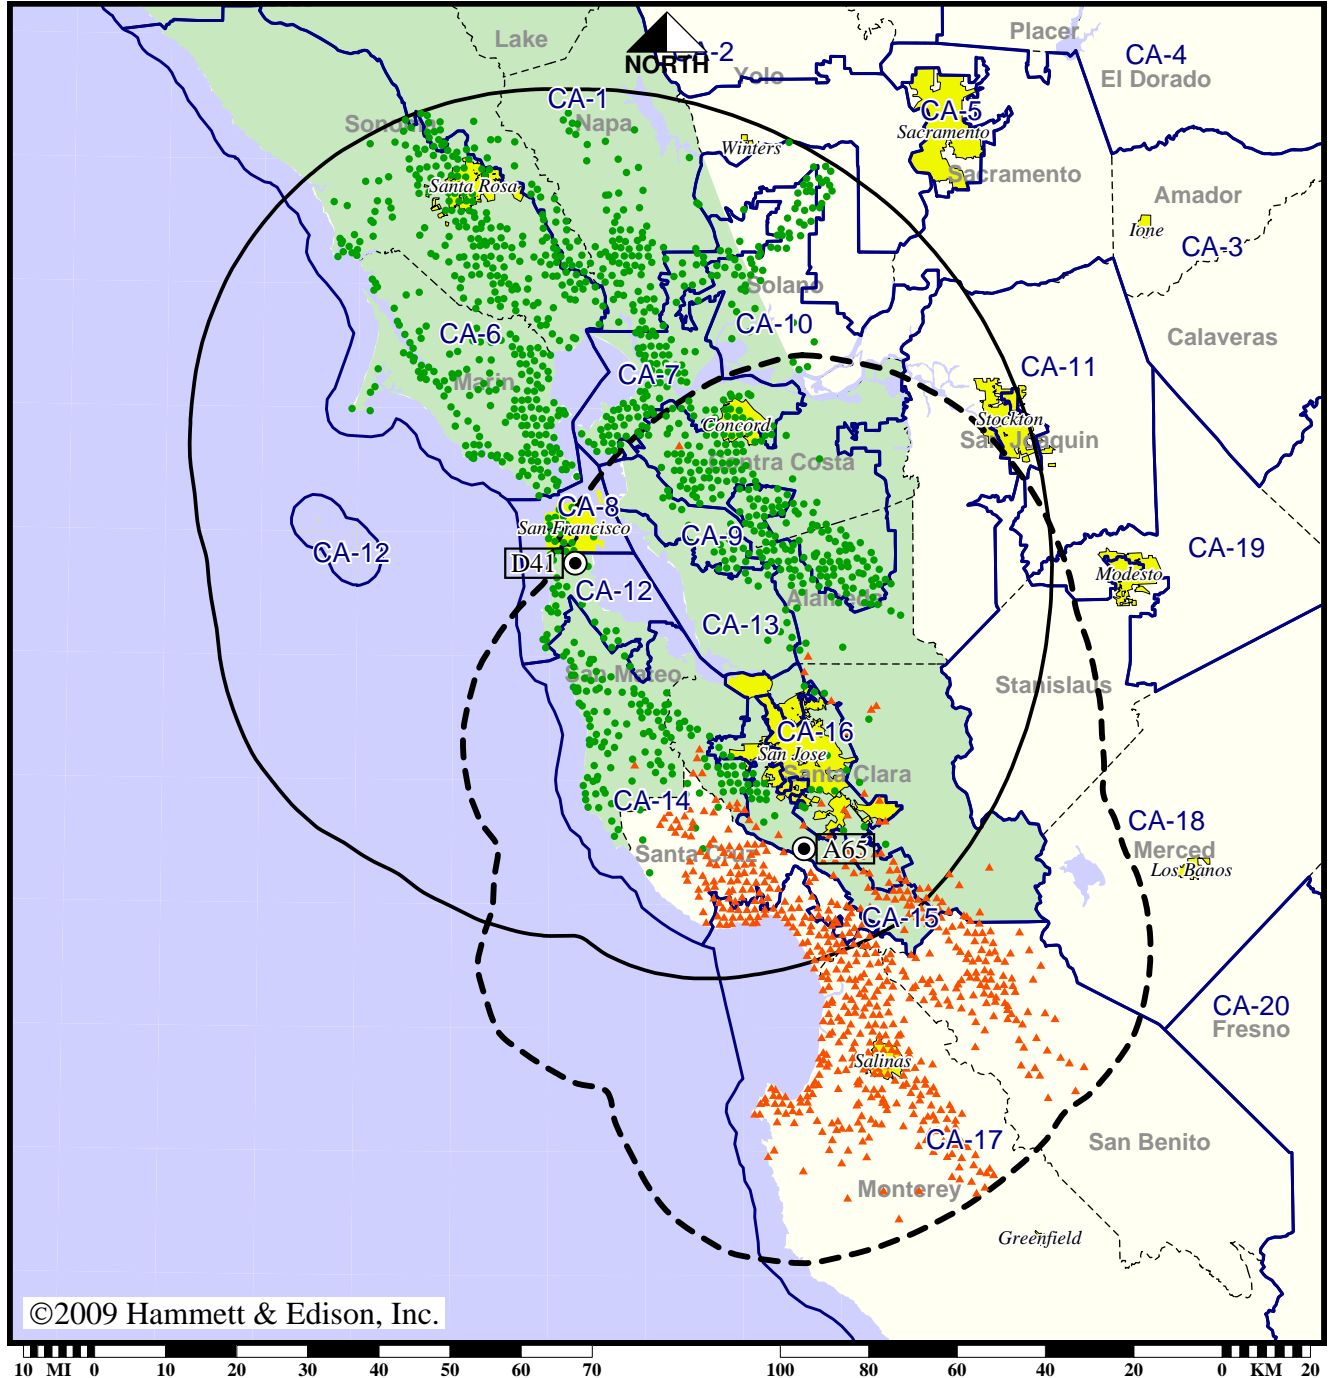 Lake
Placer
CA-2
NORTH
Yolo
CA-4
El Dorado
CA-1
Sonoma
Napa
CA-5
Sacramento
Winters
Sacramento
Santa Rosa
Amador
Ione
CA-3
Solano
CA-10
Calaveras
CA-6
Marin
CA-7
CA-11
Stockton
San Joaquin
Concord
Contra Costa
CA-8
San Francisco
CA-9
CA-12
D41
CA-12
CA-19
Modesto
Alameda
CA-13
San Mateo
Stanislaus
CA-16
San Jose
Santa Clara
CA-14
CA-18
Merced
Los Banos
Santa Cruz
A65
CA-15
CA-20
Fresno
Salinas
CA-17
San Benito
Monterey
Greenfield
©2009 Hammett & Edison, Inc.
10 MI 0 10 20 30 40 50 60 70 100 80 60 40 20 0 KM 20